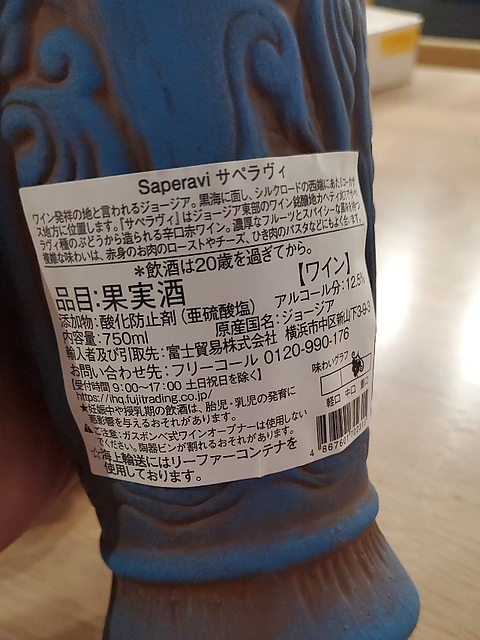 Saperavi サペラヴィ
ワイン発祥の地と言われるジョージア。黒海に面し、シルクロードの西端にあたるコーカサ
ス地方に位置します。『サペラヴィ』はジョージア東部のワイン銘醸地カヘティ地方でサペ
ラヴィ種のぶどうから造られる辛口赤ワイン。濃厚なフルーツとスパイシーな
複雑な味わいは、赤身のお肉のローストやチーズ、ひき肉のパスタなどにもよく合います。
*飲酒は20歳を過ぎてから。
品目:果実酒 【ワイン】
添加物:酸化防止剤(亜硫酸塩) アルコール分:12.5%
内容量:750ml 原産国名:ジョージア
輸入者及び引取先:富士貿易株式会社 横浜市中区新山下3-9-3
お問い合わせ先:フリーコール 0120-990-176
【受付時間 9:00〜17:00 土日祝日を除く】
https://ihq.fujitrading.co.jp/
味わいグラフ
軽口 中口 重口
★妊娠中や授乳期の飲酒は、胎児・乳児の発育に
悪影響を与えるおそれがあります。
ご注意:ガスボンベ式ワインオープナーは使用しない
でください。陶器ビンが割れるおそれがあります。
☆海上輸送にはリーファーコンテナを
使用しております。